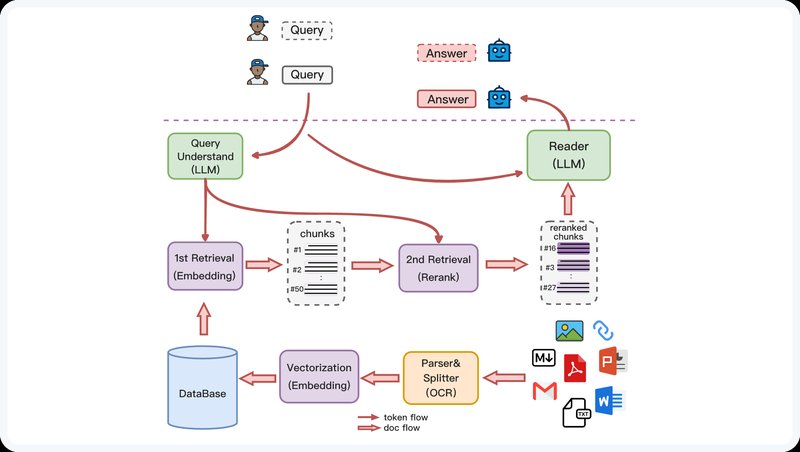 Query
Query
Answer
Answer
Query
Understand
(LLM)
Reader
(LLM)
1st Retrieval
(Embedding)
chunks
#1
#2
:
#50
2nd Retrieval
(Rerank)
reranked
chunks
#16
#3
:
#27
DataBase
Vectorization
(Embedding)
Parser&
Splitter
(OCR)
M↓
P
W
TXT
token flow
doc flow